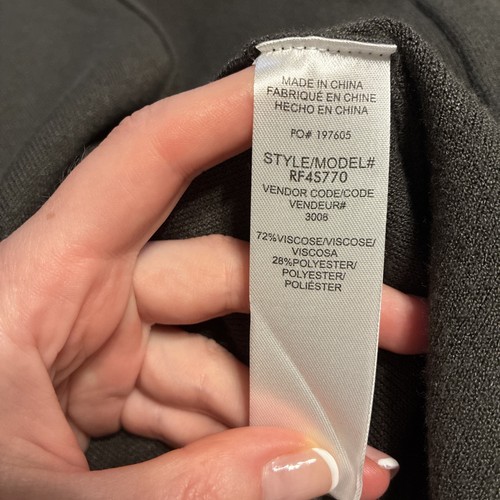 MADE IN CHINA
FABRIQUÉ EN CHINE
HECHO EN CHINA
PO# 197605
STYLE/MODEL#
RF4S770
VENDOR CODE/CODE
VENDEUR#
3008
72%VISCOSE/VISCOSE/
VISCOSA
28%POLYESTER/
POLYESTER/
POLIÉSTER